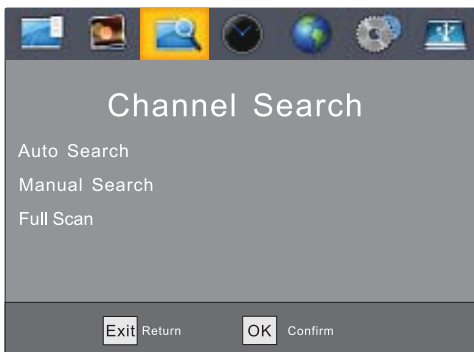 Channel Search
Auto Search
Manual Search
Full Scan
Exit Return OK Confirm